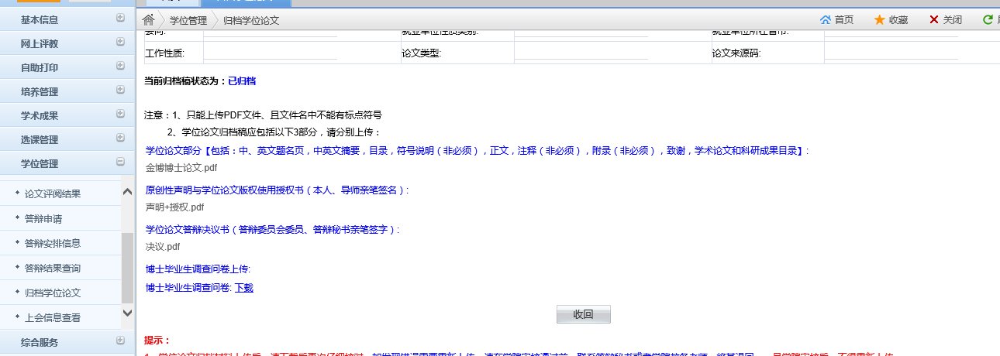 基本信息
网上评教
自助打印
培养管理
学术成果
选课管理
学位管理
论文评阅结果
答辩申请
答辩安排信息
答辩结果查询
归档学位论文
上会信息查看
综合服务
学位管理 归档学位论文 首页 收藏 关闭
工作性质: 论文类型: 论文来源码:
当前归档稿状态为：已归档
注意：1、只能上传PDF文件、且文件名中不能有标点符号
2、学位论文归档稿应包括以下3部分，请分别上传：
学位论文部分【包括：中、英文题名页，中英文摘要，目录，符号说明（非必须），正文，注释（非必须），附录（非必须），致谢，学术论文和科研成果目录】:
金博博士论文.pdf
原创性声明与学位论文版权使用授权书（本人、导师亲笔签名）:
声明+授权.pdf
学位论文答辩决议书（答辩委员会委员、答辩秘书亲笔签字）:
决议.pdf
博士毕业生调查问卷上传:
博士毕业生调查问卷: 下载
收回
提示：